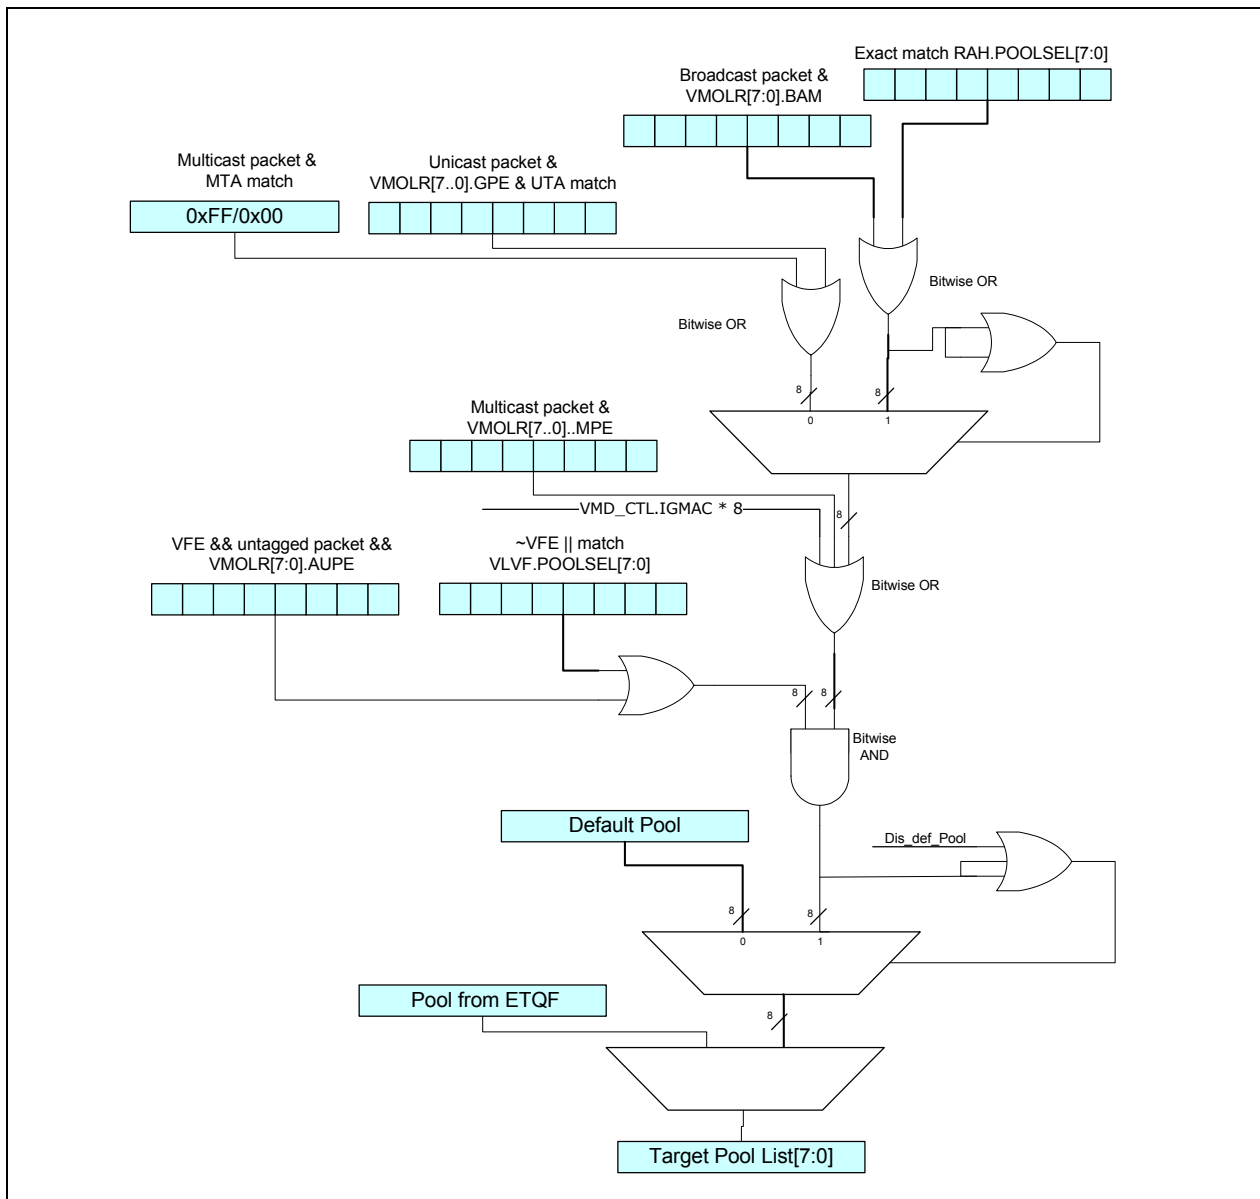 Exact match RAH.POOLSEL[7:0]
Broadcast packet &
VMOLR[7:0].BAM
Multicast packet &
MTA match
0xFF/0x00
Unicast packet &
VMOLR[7..0].GPE & UTA match
Bitwise OR
Bitwise OR
8
8
0
1
Multicast packet &
VMOLR[7..0]..MPE
VMD_CTL.IGMAC * 8
8
VFE && untagged packet &&
VMOLR[7:0].AUPE
~VFE || match
VLVF.POOLSEL[7:0]
Bitwise OR
8
8
Bitwise
AND
Default Pool
Dis_def_Pool
8
8
0
1
Pool from ETQF
8
Target Pool List[7:0]